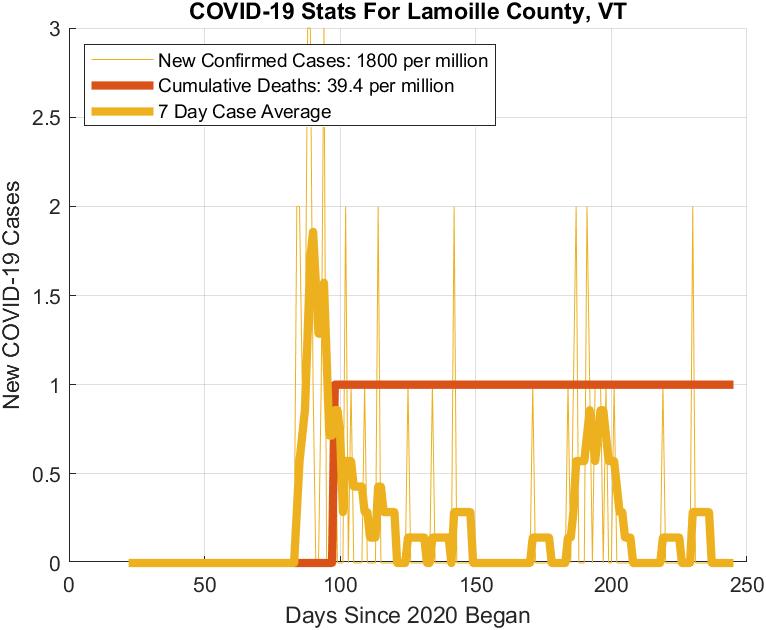 COVID-19 Stats For Lamoille County, VT
New Confirmed Cases: 1800 per million
Cumulative Deaths: 39.4 per million
7 Day Case Average
New COVID-19 Cases
3
2.5
2
1.5
1
0.5
0
0 50 100 150 200 250
Days Since 2020 Began